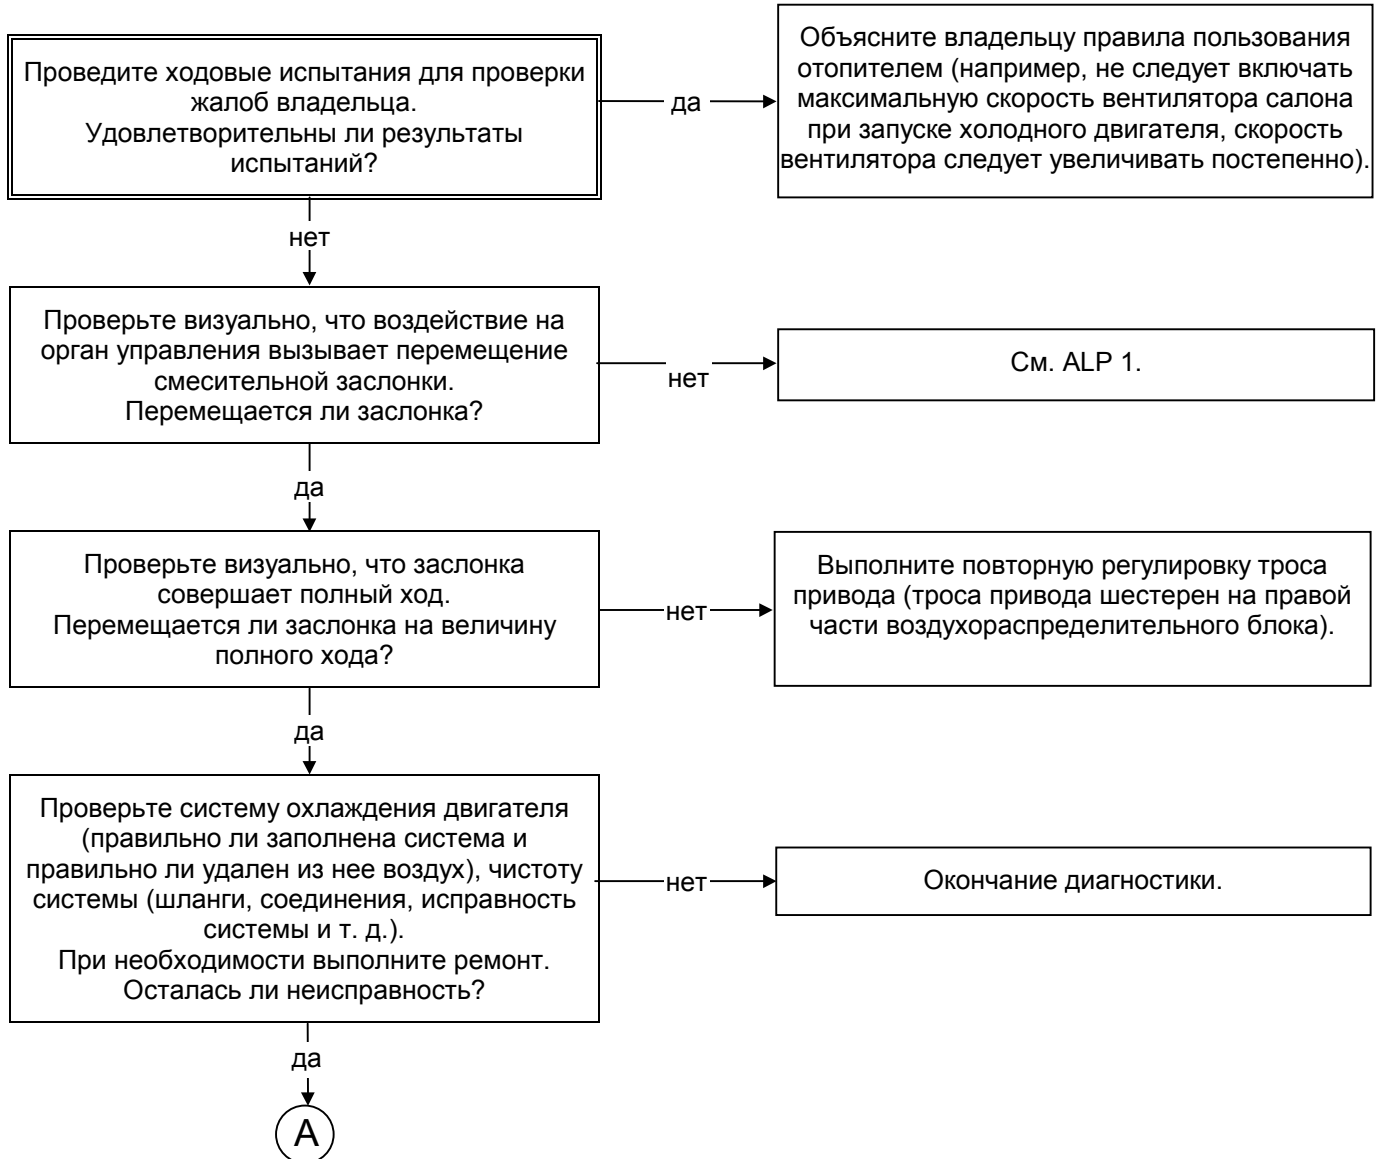 Проведите ходовые испытания для проверки
жалоб владельца.
Удовлетворительны ли результаты
испытаний?
да
Объясните владельцу правила пользования
отопителем (например, не следует включать
максимальную скорость вентилятора салона
при запуске холодного двигателя, скорость
вентилятора следует увеличивать постепенно).
нет
Проверьте визуально, что воздействие на
орган управления вызывает перемещение
смесительной заслонки.
Перемещается ли заслонка?
нет
См. ALP 1.
да
Проверьте визуально, что заслонка
совершает полный ход.
Перемещается ли заслонка на величину
полного хода?
нет
Выполните повторную регулировку троса
привода (троса привода шестерен на правой
части воздухораспределительного блока).
да
Проверьте систему охлаждения двигателя
(правильно ли заполнена система и
правильно ли удален из нее воздух), чистоту
системы (шланги, соединения, исправность
системы и т. д.).
При необходимости выполните ремонт.
Осталась ли неисправность?
нет
Окончание диагностики.
да
А